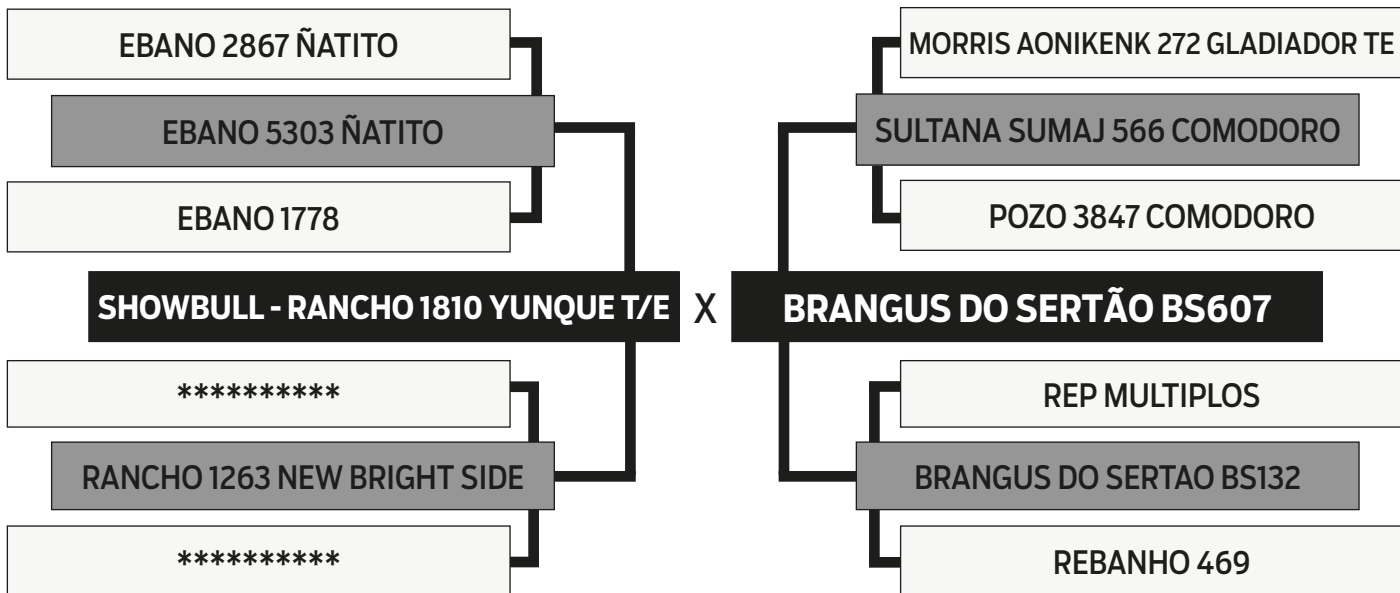 EBANO 2867 ÑATITO
EBANO 5303 ÑATITO
EBANO 1778
SHOWBULL - RANCHO 1810 YUNQUE T/E
**********
RANCHO 1263 NEW BRIGHT SIDE
**********
X
MORRIS AONIKENK 272 GLADIADOR TE
SULTANA SUMAJ 566 COMODORO
POZO 3847 COMODORO
BRANGUS DO SERTÃO BS607
REP MULTIPLOS
BRANGUS DO SERTAO BS132
REBANHO 469